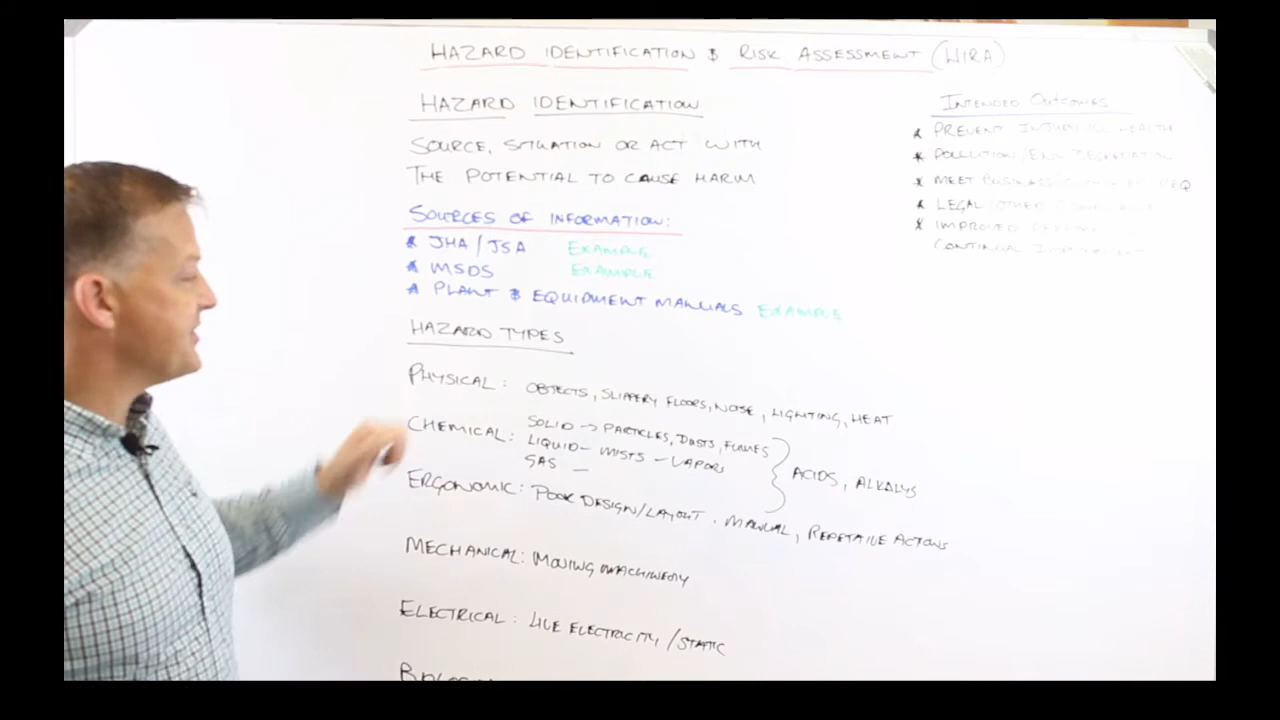 HAZARD IDENTIFICATION & RISK ASSESSMENT (HIRA)
HAZARD IDENTIFICATION
SOURCE, SITUATION OR ACT WITH
THE POTENTIAL TO CAUSE HARM
SOURCES OF INFORMATION:
* JHA/JSA EXAMPLE
* MSDS EXAMPLE
* PLANT & EQUIPMENT MANUALS EXAMPLE
HAZARD TYPES
PHYSICAL: OBJECTS, SLIPPERY FLOORS, NOISE, LIGHTING, HEAT
CHEMICAL: SOLID -> PARTICLES, DUSTS, FUMES
LIQUID - MISTS - VAPORS
GAS -
ACIDS, ALKALYS
ERGONOMIC: POOR DESIGN/LAYOUT. MANUAL, REPETATIVE ACTIONS
MECHANICAL: MOVING MACHINERY
ELECTRICAL: LIVE ELECTRICITY/STATIC
INTENDED OUTCOMES
* PREVENT HEALTH
* POLLUTION/ENV DEGRADATION
* MEET BUSINESS/ REQ
* LEGAL/OTHER
* IMPROVED
CONTINUAL